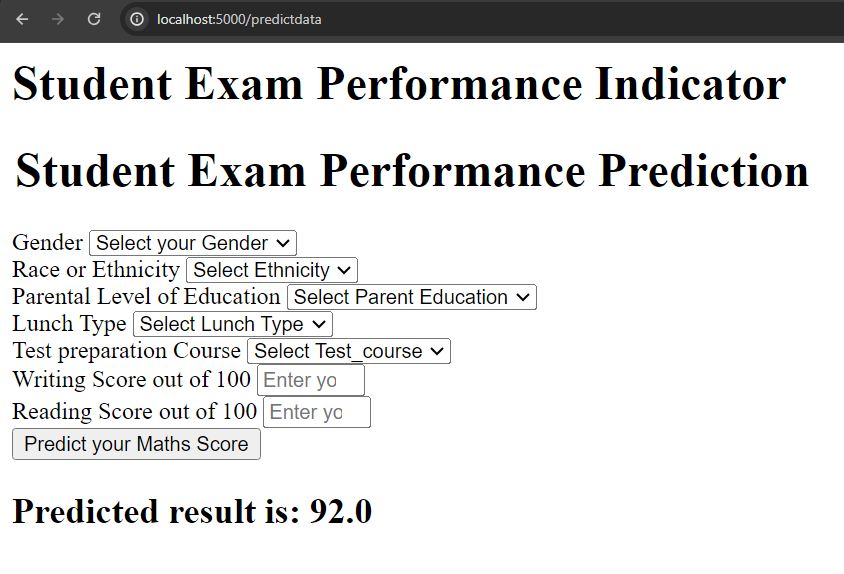 localhost:5000/predictdata
Student Exam Performance Indicator
Student Exam Performance Prediction
Gender Select your Gender
Race or Ethnicity Select Ethnicity
Parental Level of Education Select Parent Education
Lunch Type Select Lunch Type
Test preparation Course Select Test_course
Writing Score out of 100 Enter yo
Reading Score out of 100 Enter yo
Predict your Maths Score
Predicted result is: 92.0